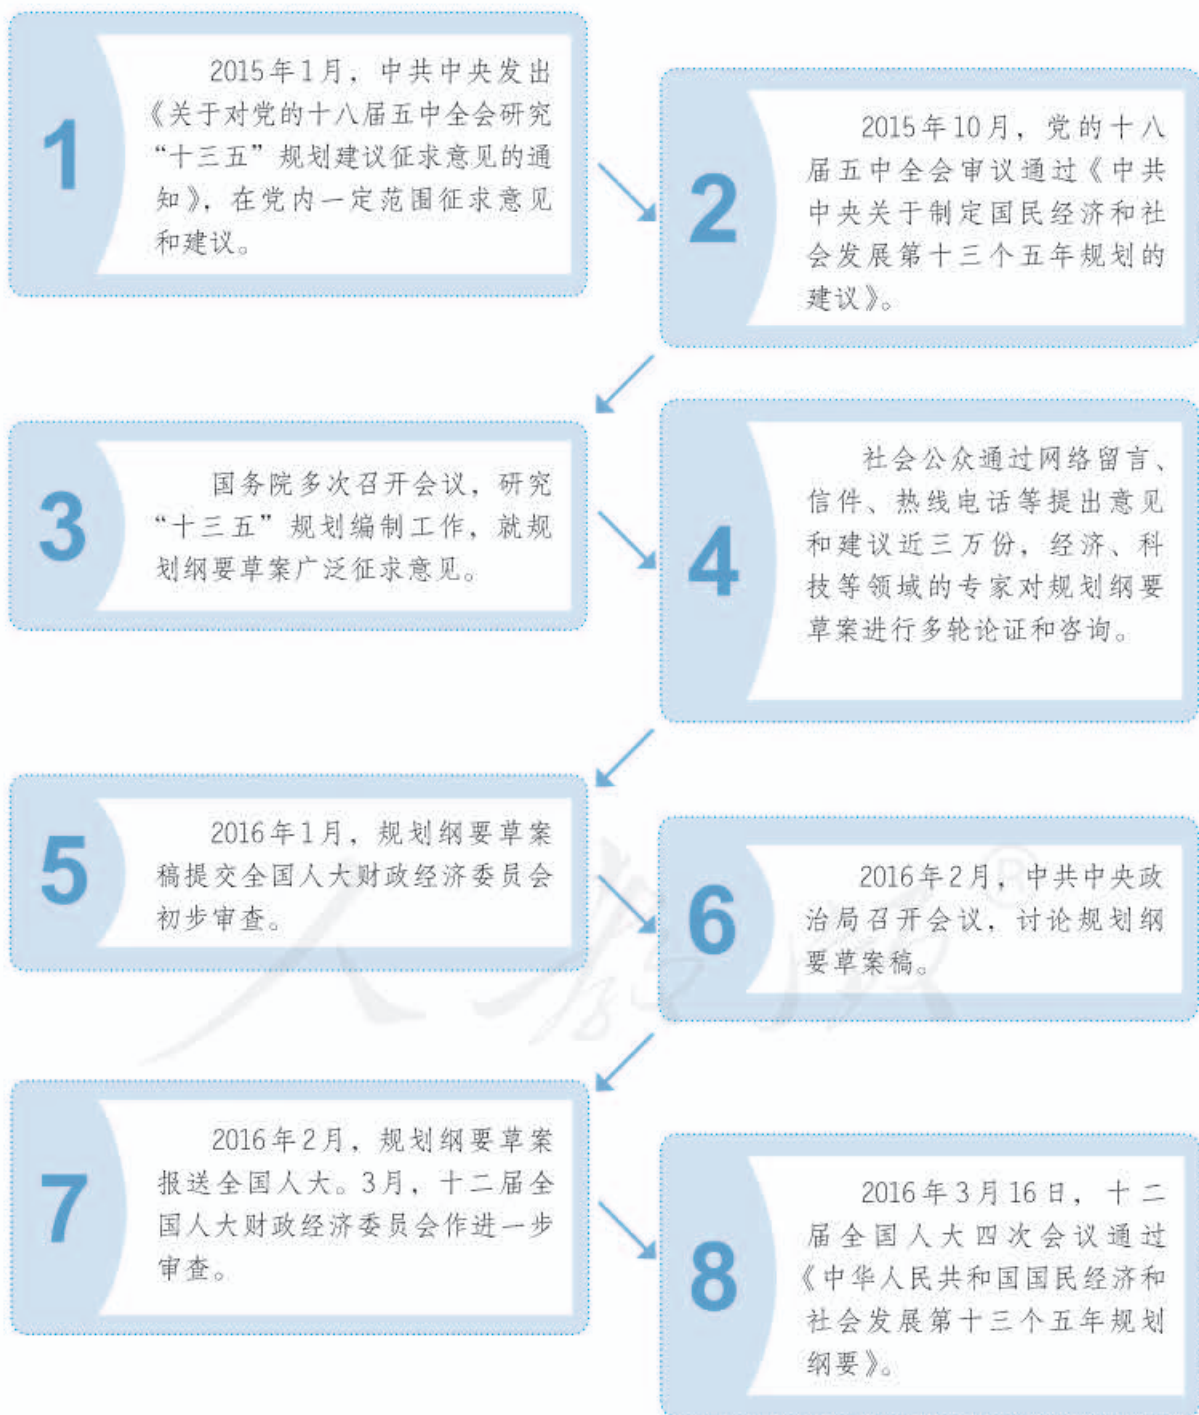 1
2015年1月，中共中央发出
《关于对党的十八届五中全会研究
“十三五”规划建议征求意见的通
知》，在党内一定范围征求意见
和建议。
2
2015年10月，党的十八
届五中全会审议通过《中共
中央关于制定国民经济和社
会发展第十三个五年规划的
建议》。
3
国务院多次召开会议，研究
“十三五”规划编制工作，就规
划纲要草案广泛征求意见。
4
社会公众通过网络留言、
信件、热线电话等提出意见
和建议近三万份，经济、科
技等领域的专家对规划纲要
草案进行多轮论证和咨询。
5
2016年1月，规划纲要草案
稿提交全国人大财政经济委员会
初步审查。
6
2016年2月，中共中央政
治局召开会议，讨论规划纲
要草案稿。
人教版®
7
2016年2月，规划纲要草案
报送全国人大。3月，十二届全
国人大财政经济委员会作进一步
审查。
8
2016年3月16日，十二
届全国人大四次会议通过
《中华人民共和国国民经济和
社会发展第十三个五年规划
纲要》。